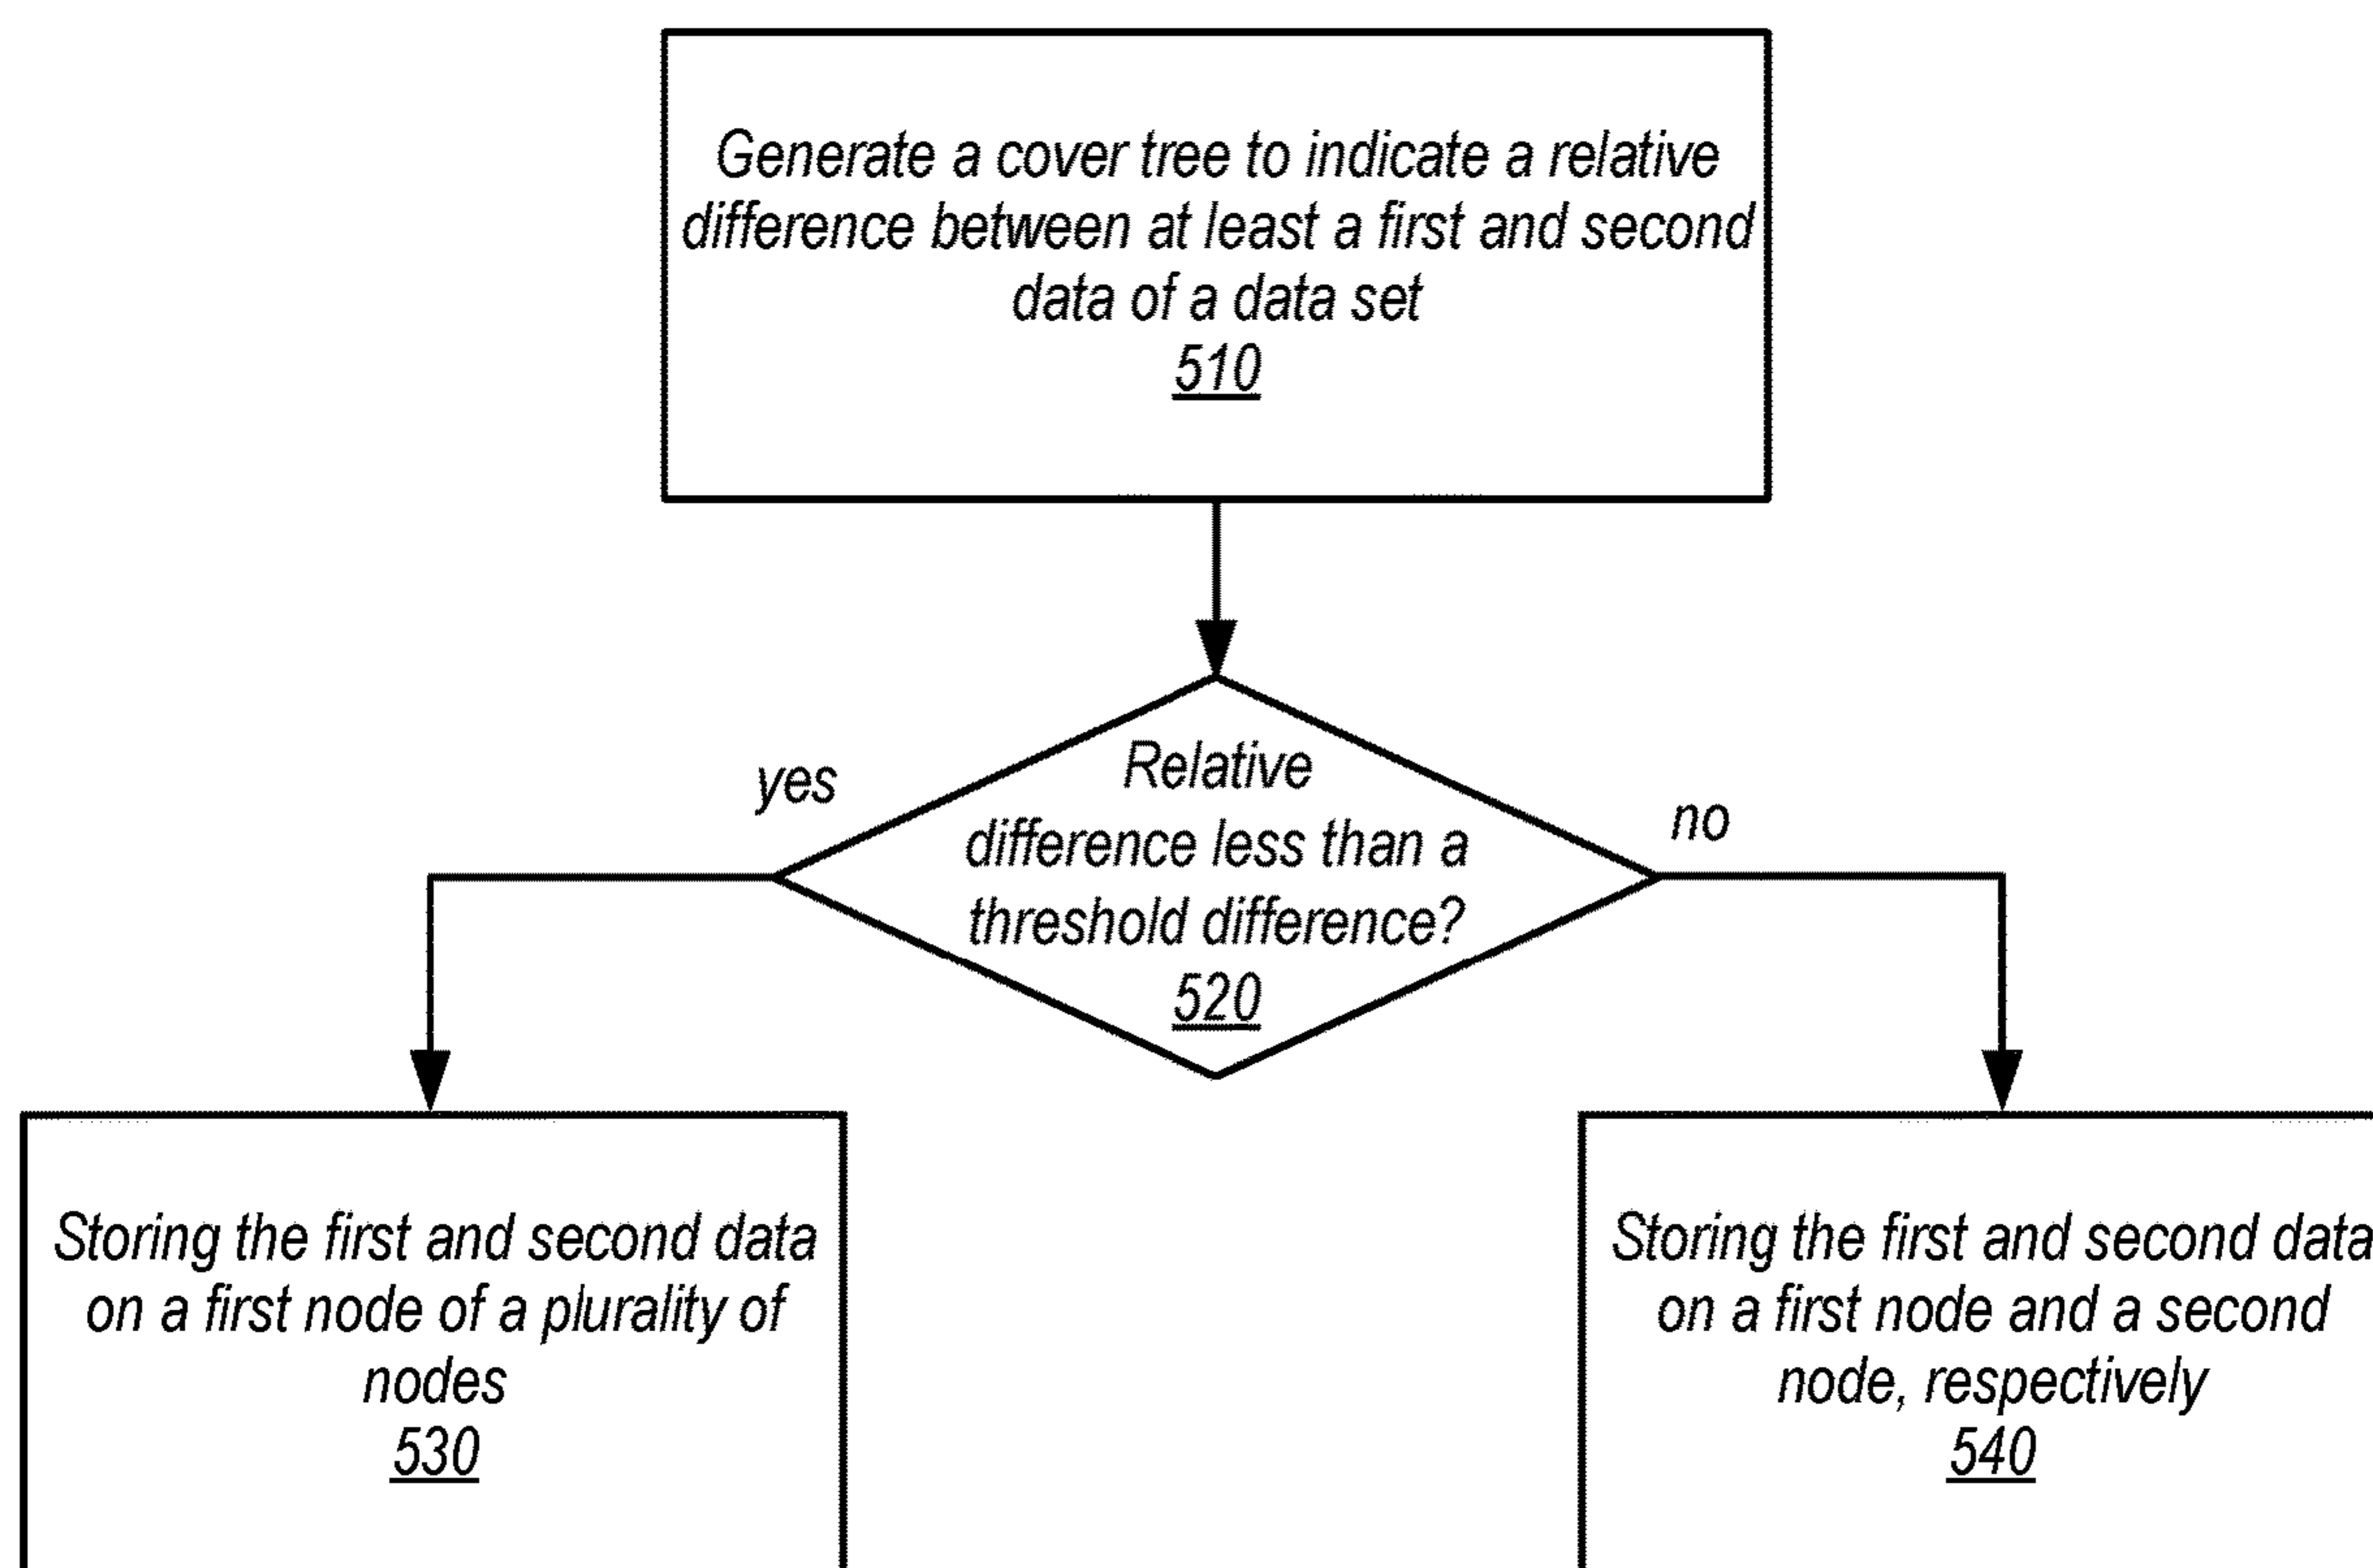 Generate a cover tree to indicate a relative
difference between at least a first and second
data of a data set
510
Relative
difference less than a
threshold difference?
520
yes
no
Storing the first and second data
on a first node of a plurality of
nodes
530
Storing the first and second data
on a first node and a second
node, respectively
540